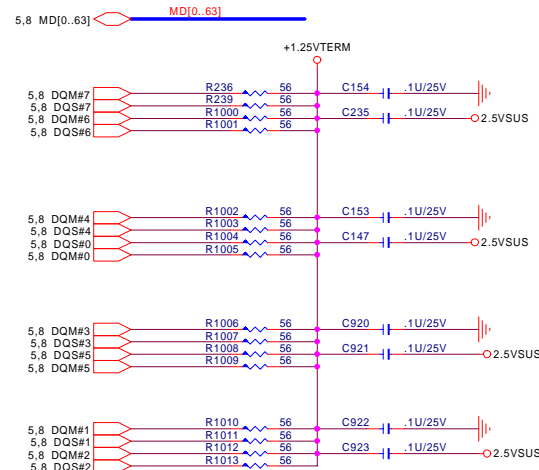 5,8 MD[0..63] MD[0..63]
+1.25VTERM
5,8 DQM#7 R236 56 C154 .1U/25V
5,8 DQS#7 R239 56
5,8 DQM#6 R1000 56 C235 .1U/25V 2.5VSUS
5,8 DQS#6 R1001 56
5,8 DQM#4 R1002 56 C153 .1U/25V
5,8 DQS#4 R1003 56
5,8 DQS#0 R1004 56 C147 .1U/25V 2.5VSUS
5,8 DQM#0 R1005 56
5,8 DQM#3 R1006 56 C920 .1U/25V
5,8 DQS#3 R1007 56
5,8 DQS#5 R1008 56 C921 .1U/25V 2.5VSUS
5,8 DQM#5 R1009 56
5,8 DQM#1 R1010 56 C922 .1U/25V
5,8 DQS#1 R1011 56
5,8 DQM#2 R1012 56 C923 .1U/25V 2.5VSUS
5,8 DQS#2 R1013 56